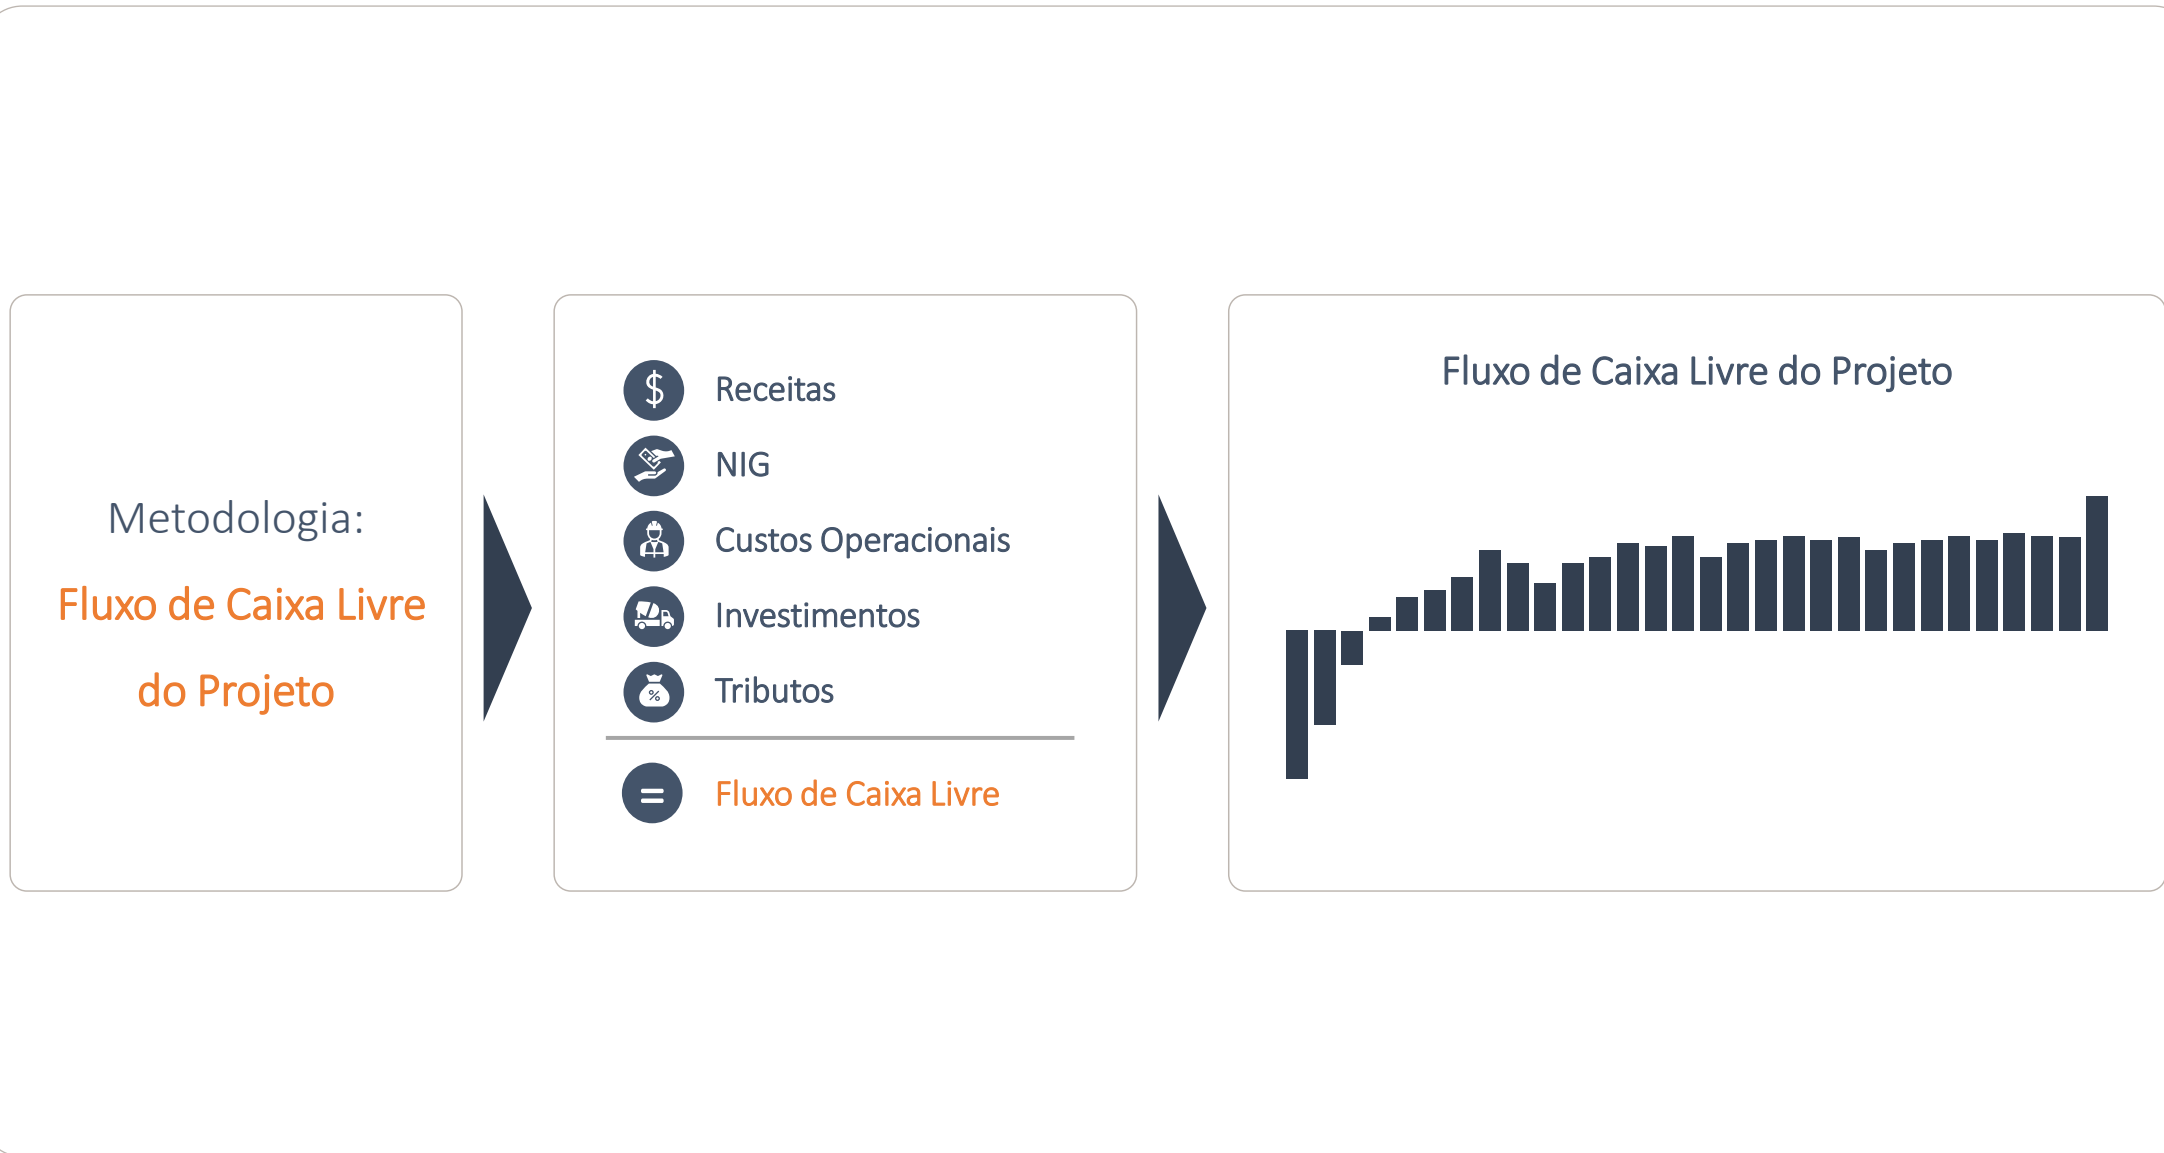 Metodologia:
Fluxo de Caixa Livre
do Projeto
$ Receitas
NIG
Custos Operacionais
Investimentos
% Tributos
= Fluxo de Caixa Livre
Fluxo de Caixa Livre do Projeto